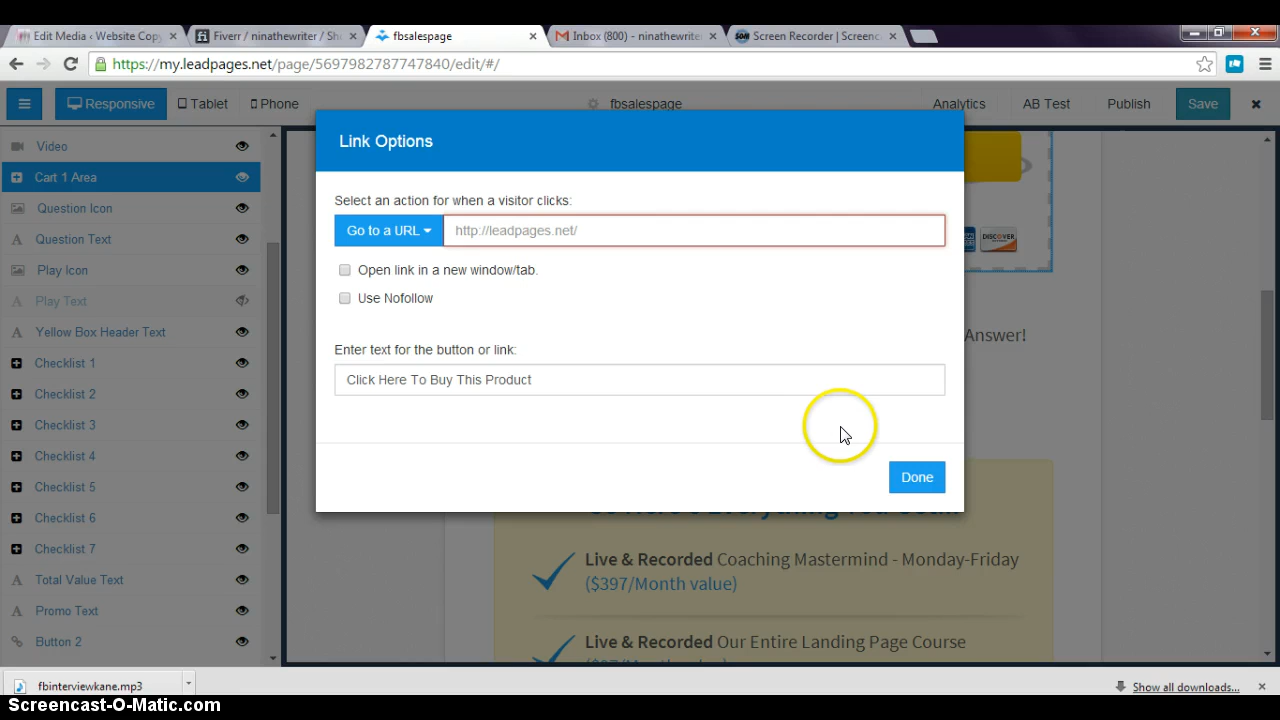 Edit Media ‹ Website Copy
Fiverr / ninathewriter / Sho
fbsalespage
Inbox (800) - ninathewriter
Screen Recorder | Screenc
https://my.leadpages.net/page/5697982787747840/edit/#/
Responsive
Tablet
Phone
fbsalespage
Analytics
AB Test
Publish
Save
Link Options
Select an action for when a visitor clicks:
Go to a URL
http://leadpages.net/
Open link in a new window/tab.
Use Nofollow
Enter text for the button or link:
Click Here To Buy This Product
Done
Video
Cart 1 Area
Question Icon
Question Text
Play Icon
Play Text
Yellow Box Header Text
Checklist 1
Checklist 2
Checklist 3
Checklist 4
Checklist 5
Checklist 6
Checklist 7
Total Value Text
Promo Text
Button 2
DISCOVER
Answer!
Live & Recorded Coaching Mastermind - Monday-Friday
($397/Month value)
Live & Recorded Our Entire Landing Page Course
fbinterviewkane.mp3
Show all downloads...
Screencast-O-Matic.com